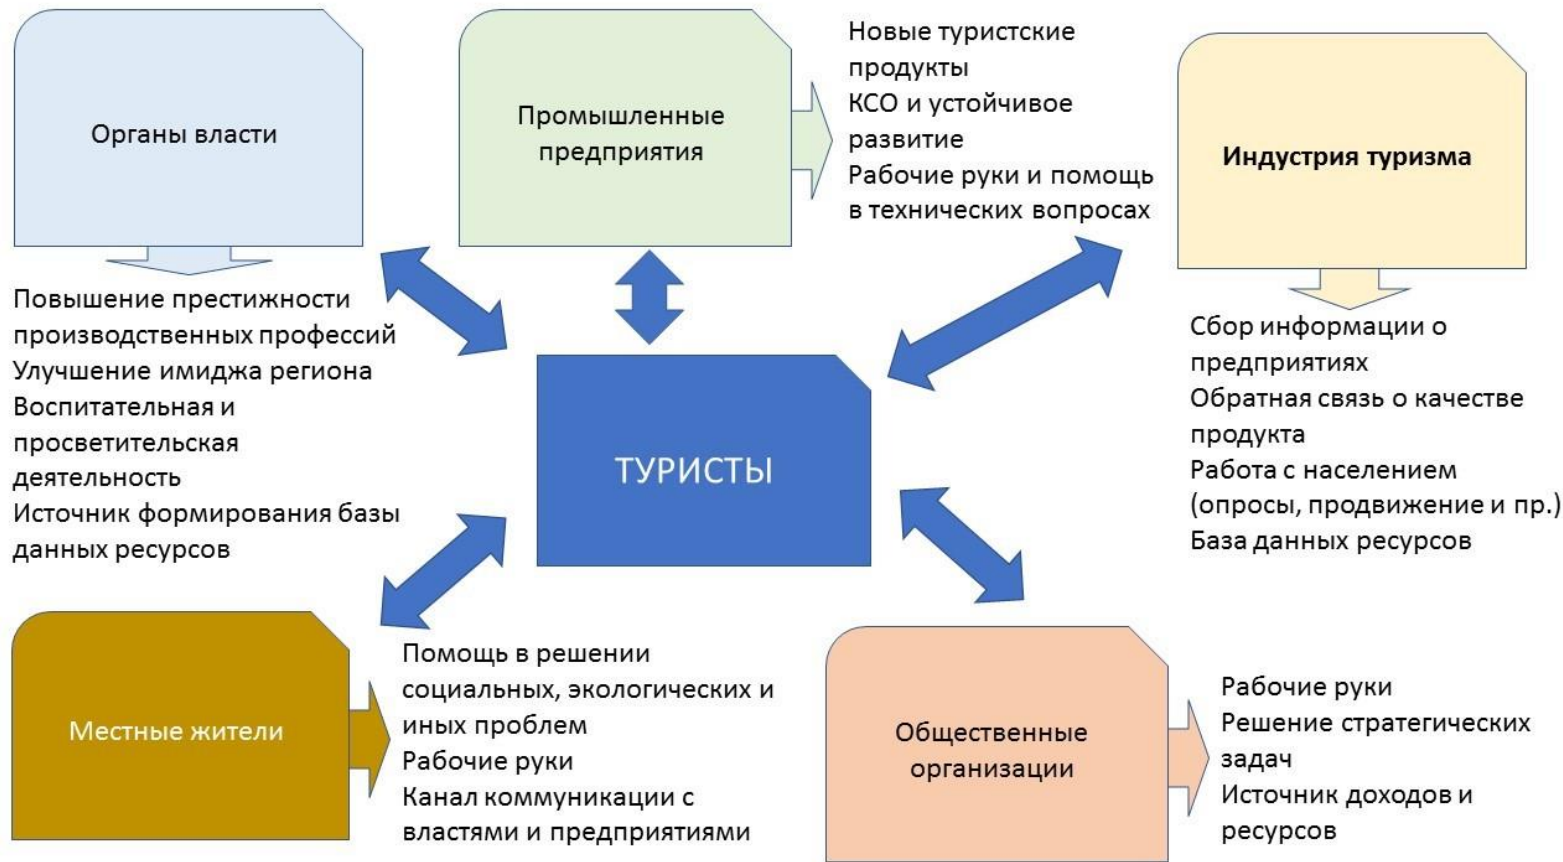 Органы власти
Повышение престижности
производственных профессий
Улучшение имиджа региона
Воспитательная и
просветительская
деятельность
Источник формирования базы
данных ресурсов
Промышленные
предприятия
Новые туристские
продукты
КСО и устойчивое
развитие
Рабочие руки и помощь
в технических вопросах
Индустрия туризма
Сбор информации о
предприятиях
Обратная связь о качестве
продукта
Работа с населением
(опросы, продвижение и пр.)
База данных ресурсов
ТУРИСТЫ
Местные жители
Помощь в решении
социальных, экологических и
иных проблем
Рабочие руки
Канал коммуникации с
властями и предприятиями
Общественные
организации
Рабочие руки
Решение стратегических
задач
Источник доходов и
ресурсов